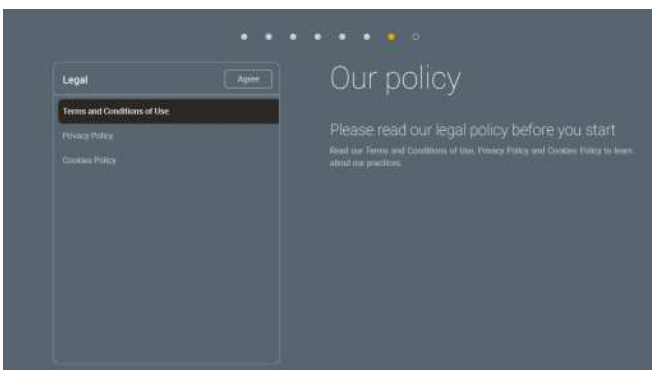 Legal
Agree
Terms and Conditions of Use
Privacy Policy
Cookies Policy
Our policy
Please read our legal policy before you start
Read our Terms and Conditions of Use, Privacy Policy and Cookies Policy to learn
about our practices.